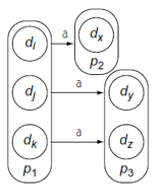 d_i a d_x
p_2
d_j a d_y
d_k a d_z
p_1 p_3